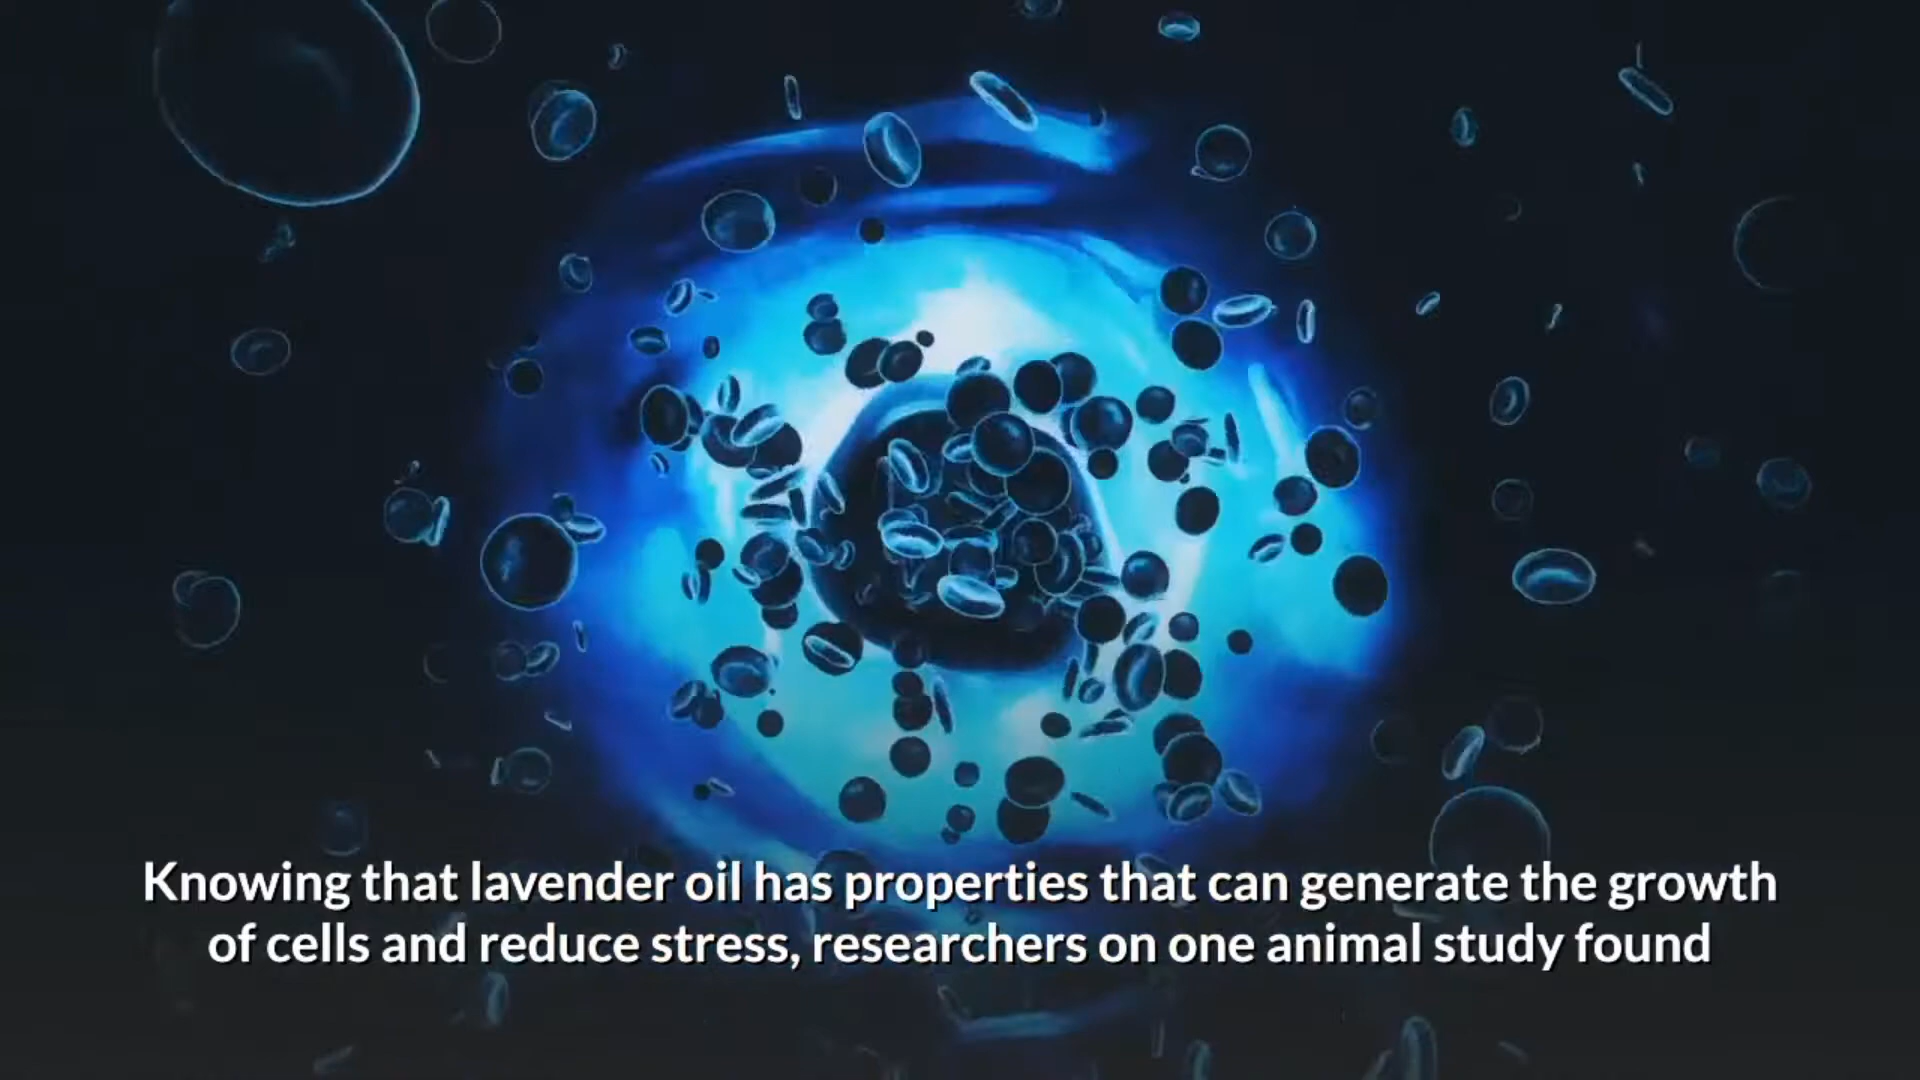 Knowing that lavender oil has properties that can generate the growth
of cells and reduce stress, researchers on one animal study found